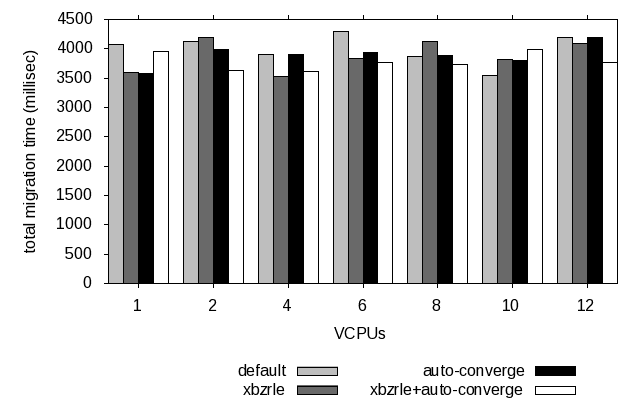 4500
4000
3500
3000
2500
2000
1500
1000
500
0
total migration time (millisec)
1 2 4 6 8 10 12
VCPUs
default auto-converge
xbzrle xbzrle+auto-converge